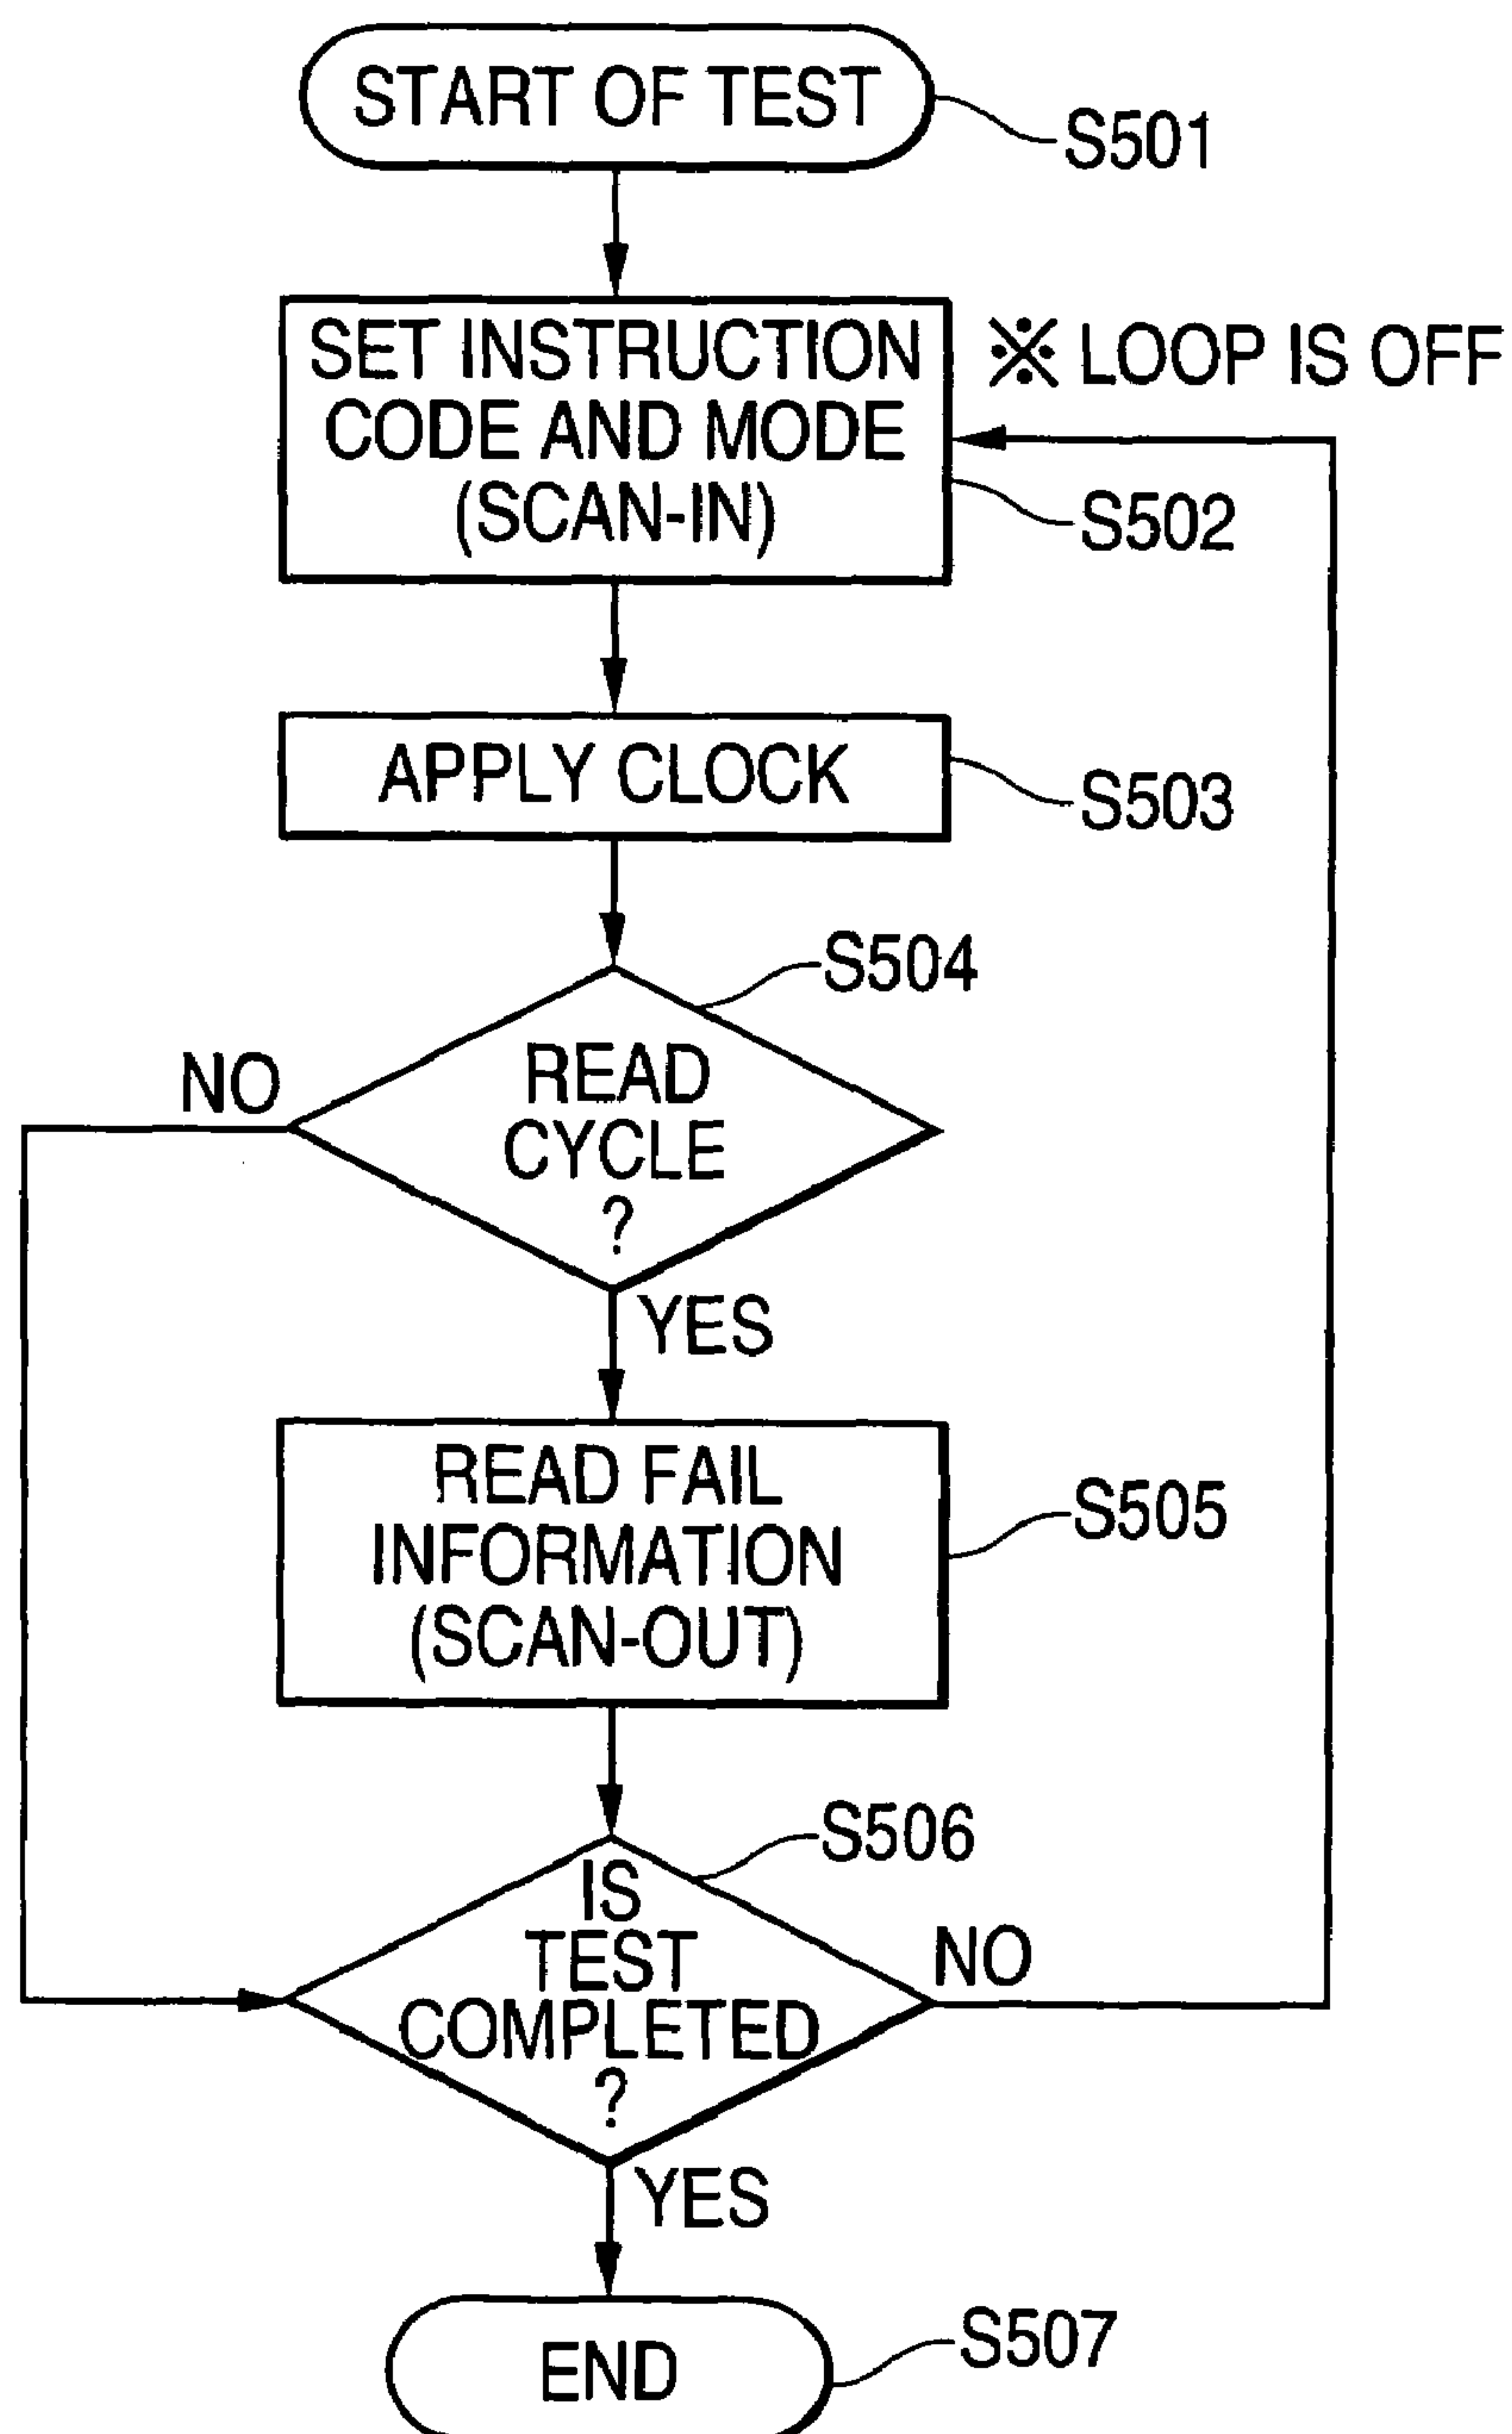 START OF TEST
S501
SET INSTRUCTION
CODE AND MODE
(SCAN-IN)
※ LOOP IS OFF
S502
APPLY CLOCK
S503
S504
READ
CYCLE
?
NO
YES
READ FAIL
INFORMATION
(SCAN-OUT)
S505
S506
IS
TEST
COMPLETED
?
NO
YES
END
S507